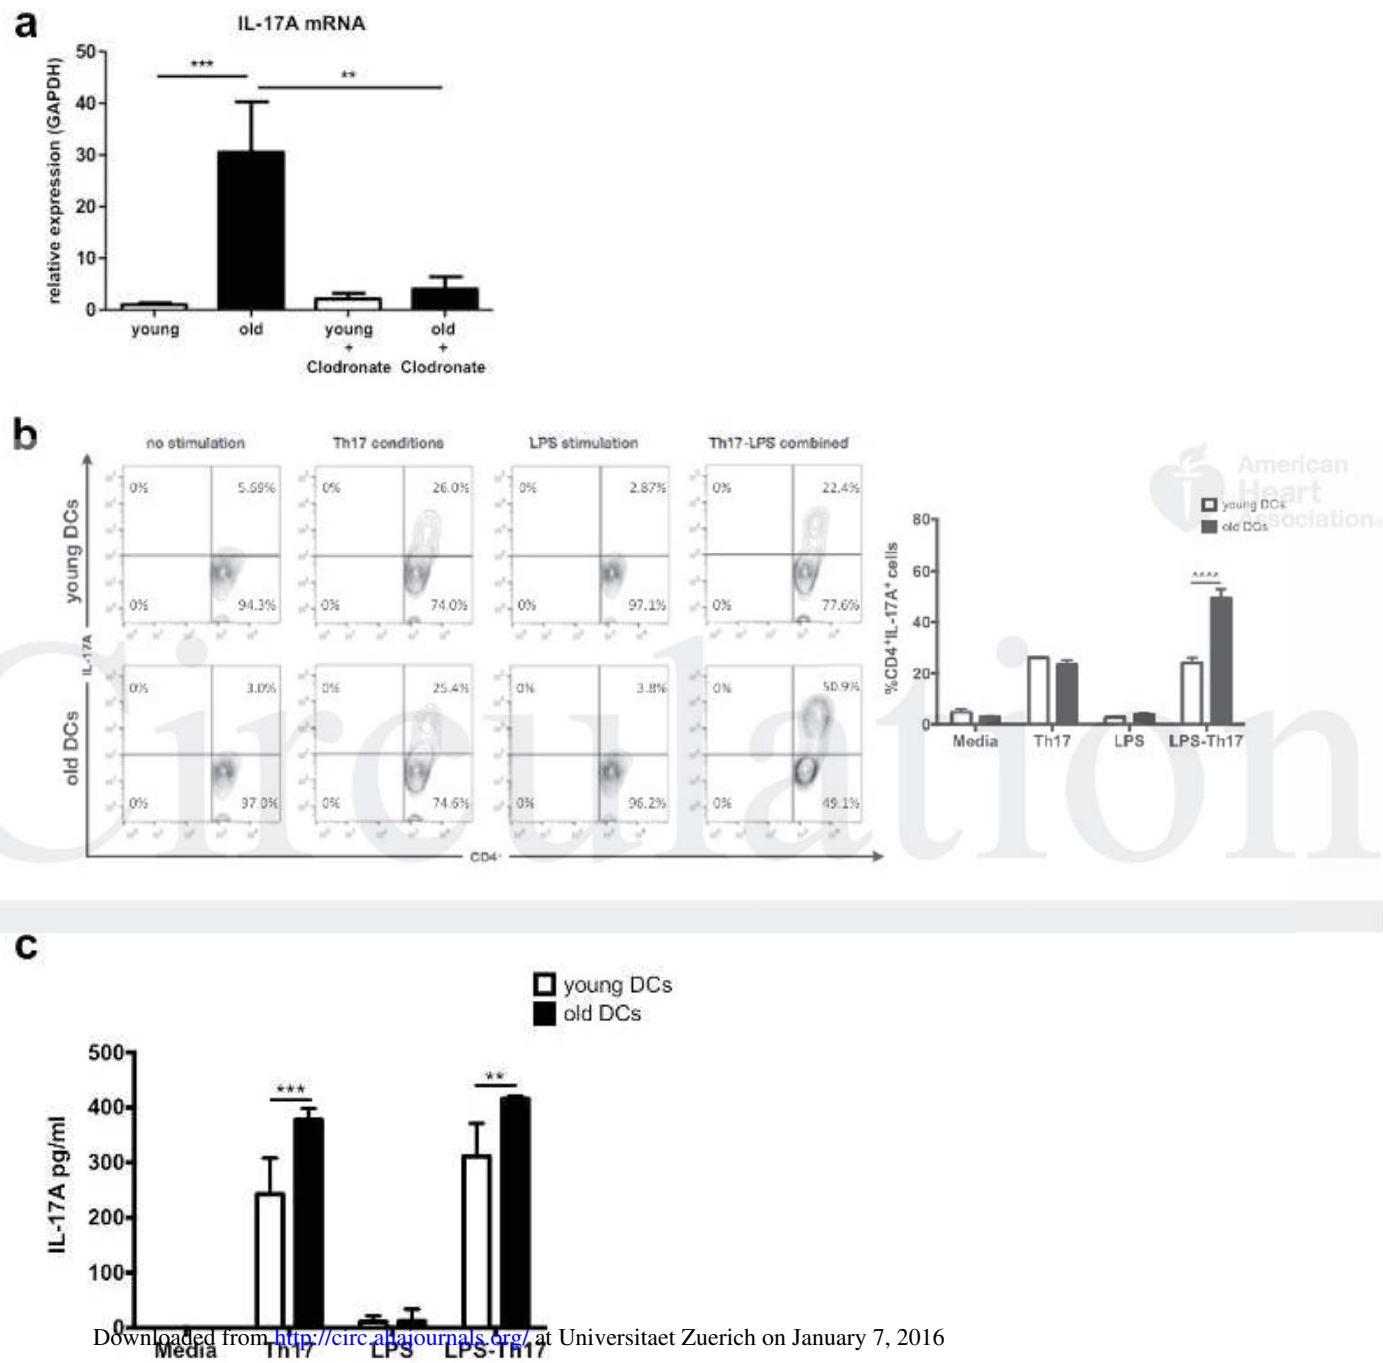 a
IL-17A mRNA
relative expression (GAPDH)
50
40
30
20
10
0
***
**
young
old
young
+
Clodronate
old
+
Clodronate
b
no stimulation
Th17 conditions
LPS stimulation
Th17-LPS combined
young DCs
0% 5.69%
0% 94.3%
0% 26.0%
0% 74.0%
0% 2.87%
0% 97.1%
0% 22.4%
0% 77.6%
IL-17A
old DCs
0% 3.0%
0% 97.0%
0% 25.4%
0% 74.6%
0% 3.8%
0% 96.2%
0% 50.9%
0% 49.1%
CD4+
American
Heart
Association®
young DCs
old DCs
%CD4+IL-17A+ cells
80
60
40
20
0
^^^^
Media
Th17
LPS
LPS-Th17
Circulation
c
young DCs
old DCs
IL-17A pg/ml
500
400
300
200
100
0
***
**
Media
Th17
LPS
LPS-Th17
Downloaded from http://circ.ahajournals.org/ at Universitaet Zuerich on January 7, 2016